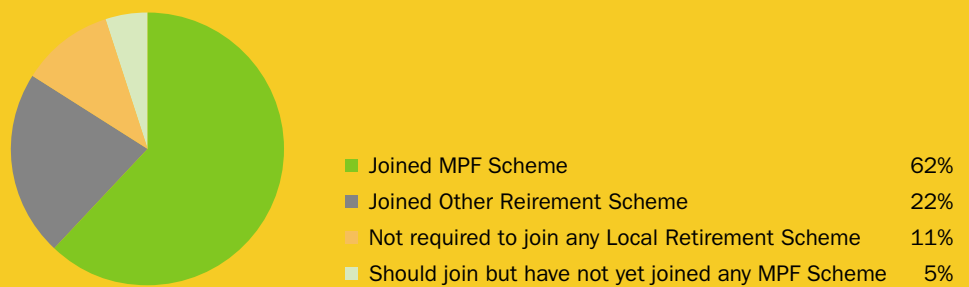 Joined MPF Scheme 62%
Joined Other Reirement Scheme 22%
Not required to join any Local Retirement Scheme 11%
Should join but have not yet joined any MPF Scheme 5%